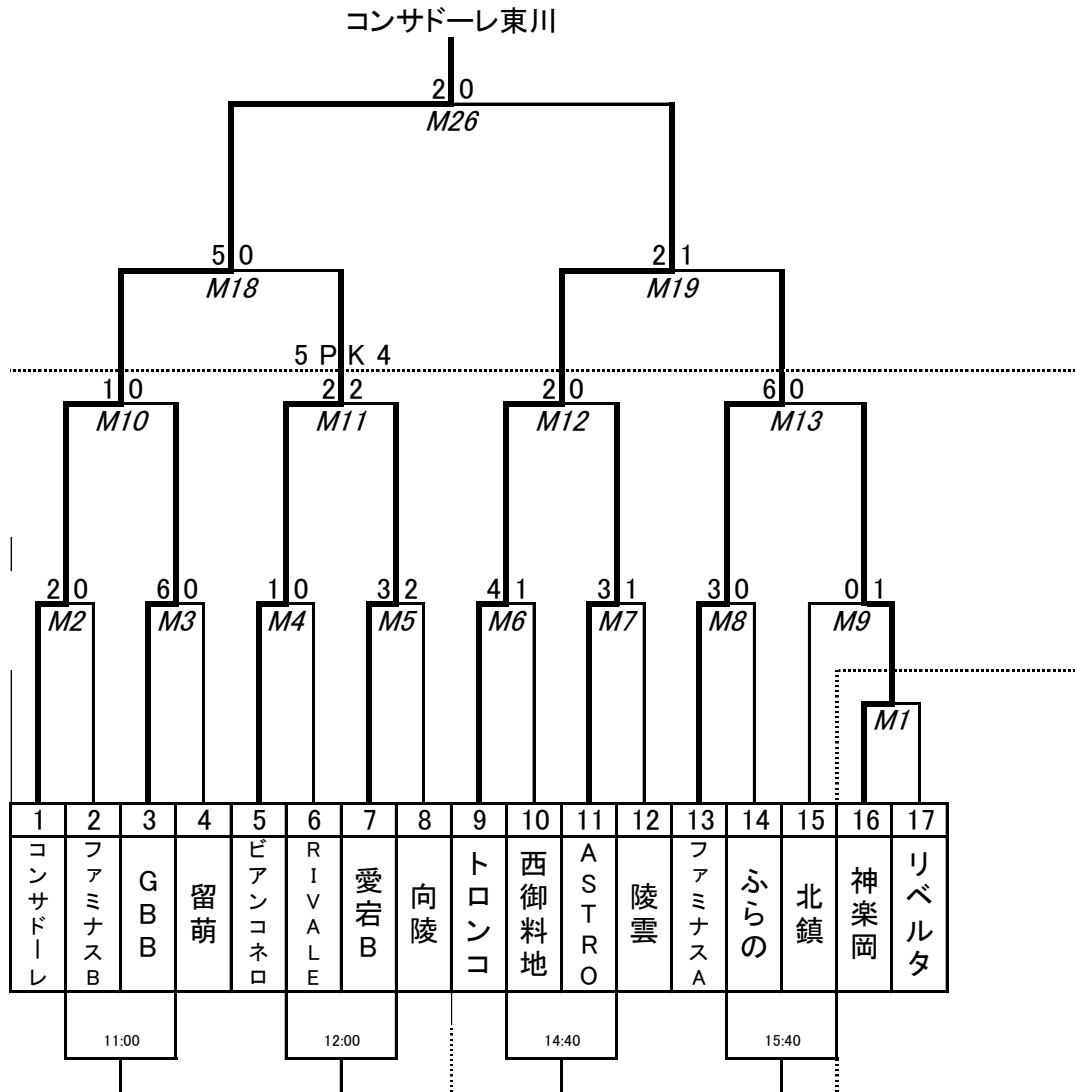 コンサドーレ東川
2 0
M26
5 0
M18
2 1
M19
5 PK 4
1 0
M10
2 2
M11
2 0
M12
6 0
M13
2 0
M2
6 0
M3
1 0
M4
3 2
M5
4 1
M6
3 1
M7
3 0
M8
0 1
M9
M1
1 2 3 4 5 6 7 8 9 10 11 12 13 14 15 16 17
コンサドーレ
ファミナスB
GBB
留萌
ビアンコネロ
RIVALE
愛宕B
向陵
トロンコ
西御料地
ASTRO
陵雲
ファミナスA
ふらの
北鎮
神楽岡
リベルタ
11:00 12:00 14:40 15:40